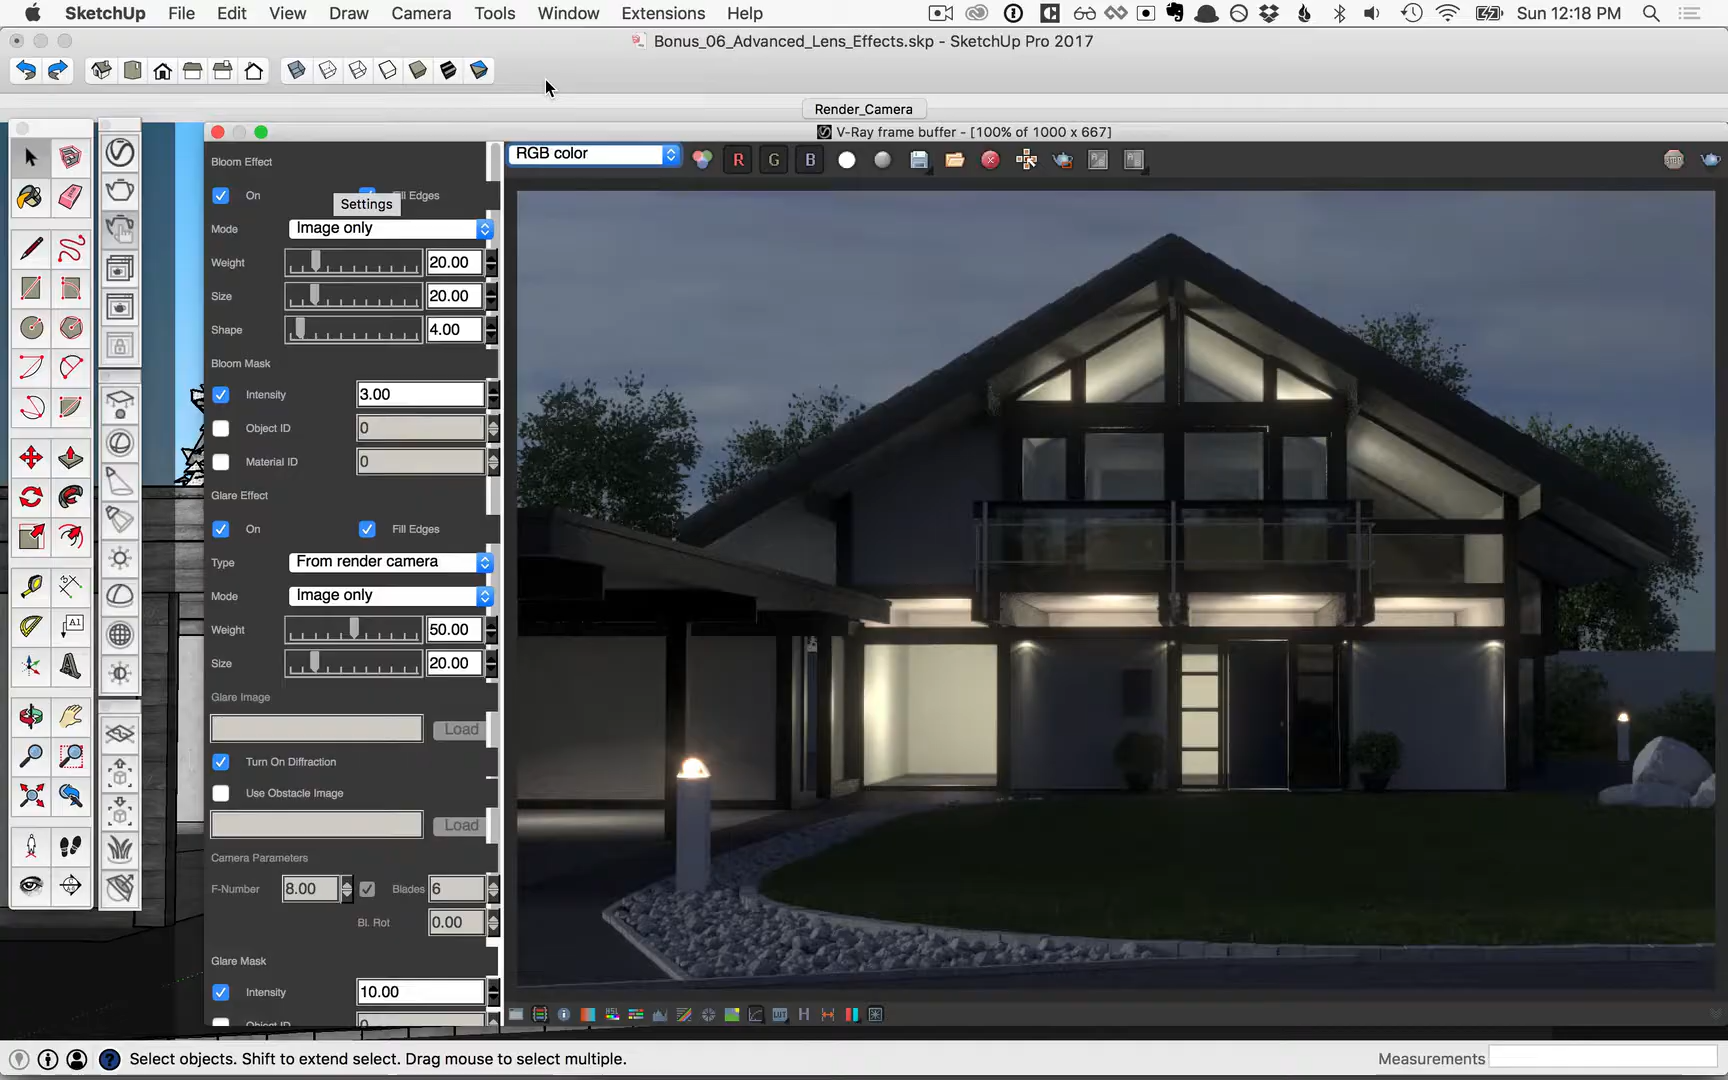 SketchUp File Edit View Draw Camera Tools Window Extensions Help Sun 12:18 PM
Bonus_06_Advanced_Lens_Effects.skp - SketchUp Pro 2017
Render_Camera
V-Ray frame buffer - [100% of 1000 x 667]
RGB color R G B STOP
Bloom Effect
On Fill Edges
Settings
Mode Image only
Weight 20.00
Size 20.00
Shape 4.00
Bloom Mask
Intensity 3.00
Object ID 0
Material ID 0
Glare Effect
On Fill Edges
Type From render camera
Mode Image only
Weight 50.00
Size 20.00
Glare Image
Load
Turn On Diffraction
Use Obstacle Image
Load
Camera Parameters
F-Number 8.00 Blades 6
Bl. Rot 0.00
Glare Mask
Intensity 10.00
Object ID
A1
HSL LUT H
Select objects. Shift to extend select. Drag mouse to select multiple. Measurements